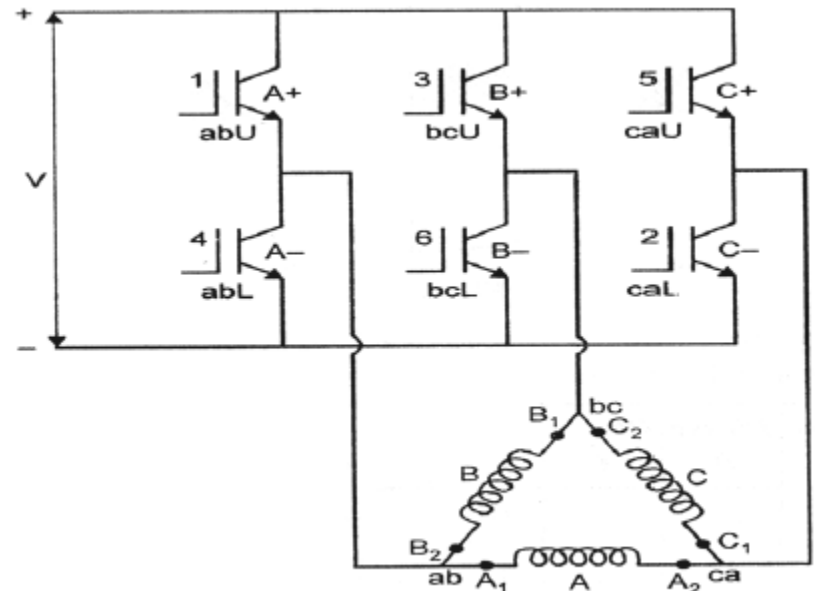 +
1 A+ 3 B+ 5 C+
abU bcU caU
V
4 A– 6 B– 2 C–
abL bcL caL
–
B₁ bc C₂
B C
B₂ C₁
ab A₁ A A₂ ca